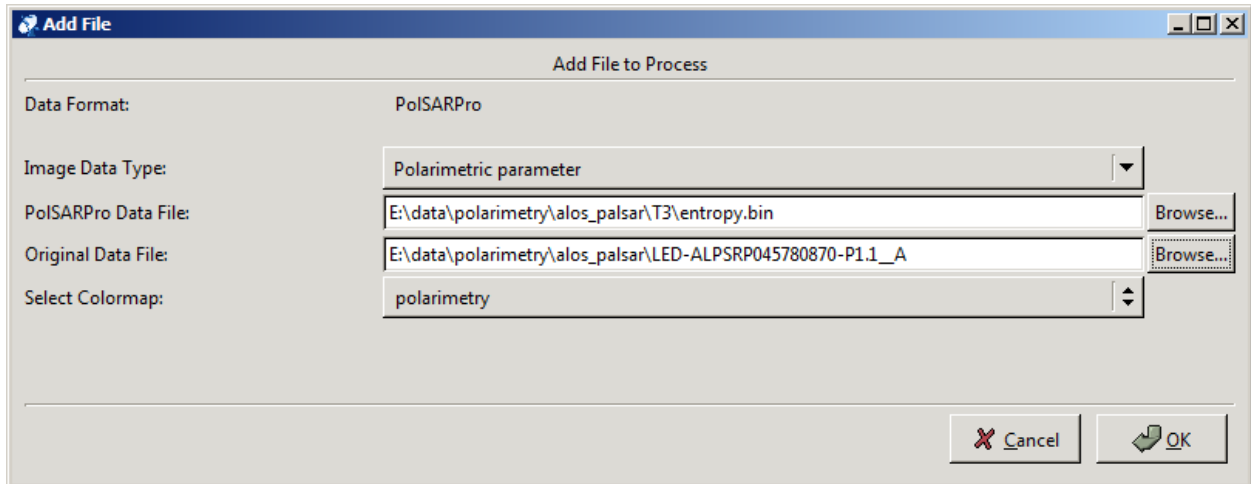 Add File
Add File to Process
Data Format: PolSARPro
Image Data Type: Polarimetric parameter
PolSARPro Data File: E:\data\polarimetry\alos_palsar\T3\entropy.bin Browse...
Original Data File: E:\data\polarimetry\alos_palsar\LED-ALPSRP045780870-P1.1__A Browse...
Select Colormap: polarimetry
Cancel OK